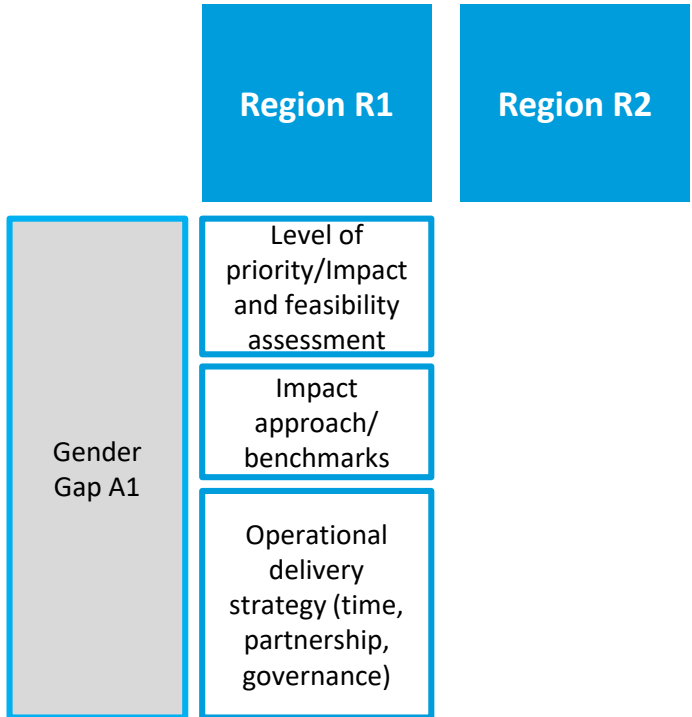 Region R1
Region R2
Gender
Gap A1
Level of
priority/Impact
and feasibility
assessment
Impact
approach/
benchmarks
Operational
delivery
strategy (time,
partnership,
governance)